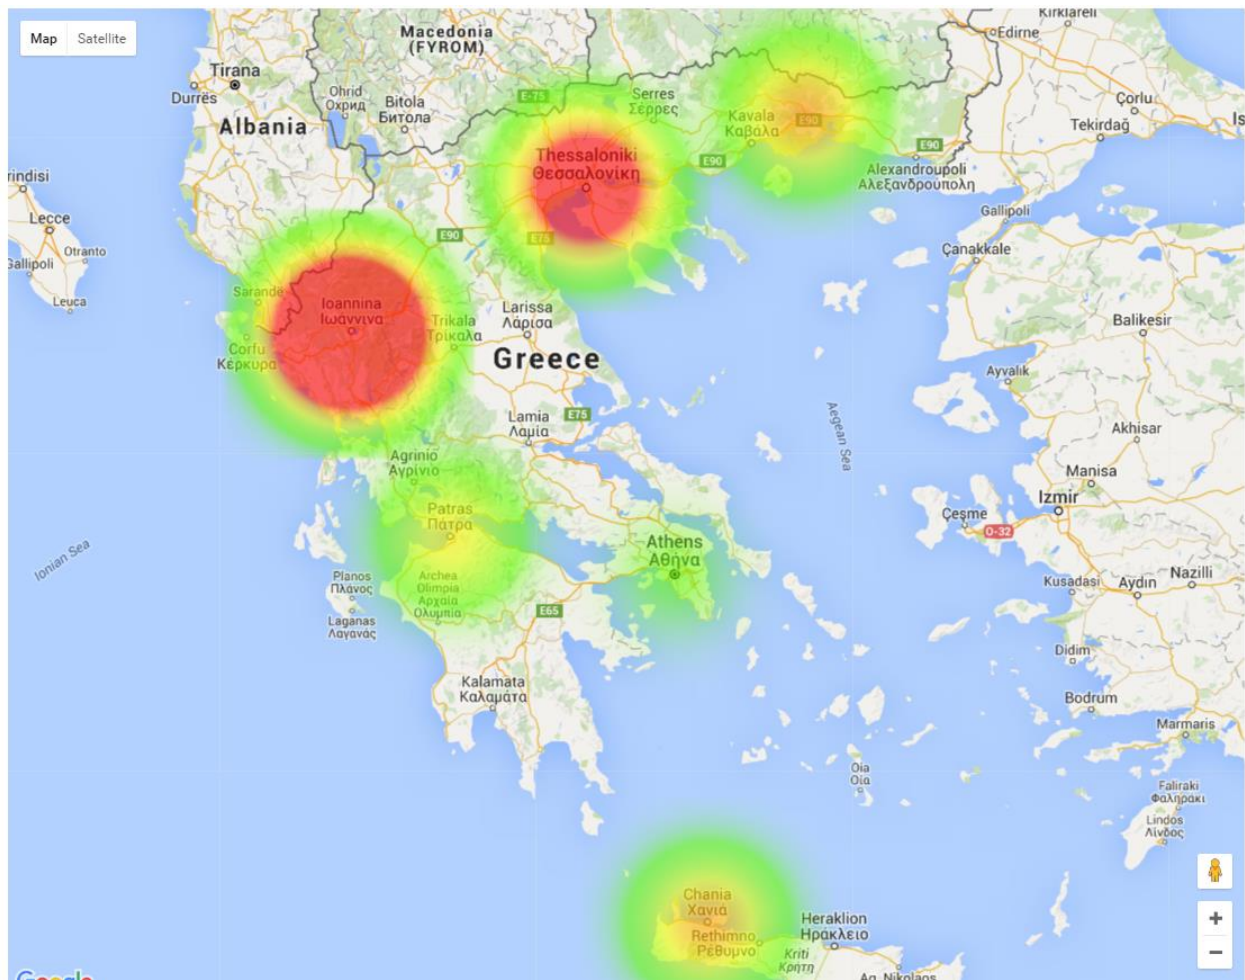 Map
Satellite
Macedonia
(FYROM)
Kırklareli
Edirne
Tirana
Durrës
Ohrid
Охрид
Bitola
Битола
E-75
Serres
Σέρρες
Kavala
Καβάλα
E90
Çorlu
Tekirdağ
Albania
E90
E90
Alexandroupoli
Αλεξανδρούπολη
Thessaloniki
Θεσσαλονίκη
rindisi
Lecce
Otranto
Gallipoli
Leuca
E90
E75
Gallipoli
Çanakkale
Sarandë
Ioannina
Ιωάννινα
Corfu
Κέρκυρα
Trikala
Τρίκαλα
Larissa
Λάρισα
Greece
Balikesir
Ayvalık
Lamia
Λαμία
E75
Aegean Sea
Akhisar
Agrinio
Αγρίνιο
Manisa
Izmir
Patras
Πάτρα
Athens
Αθήνα
Çeşme
O-32
Ionian Sea
Planos
Πλάνος
Laganas
Λαγανάς
Archea
Olimpia
Αρχαία
Ολυμπία
E65
Kusadası
Aydın
Nazilli
Didim
Kalamata
Καλαμάτα
Bodrum
Marmaris
Oia
Οία
Faliraki
Φαληράκι
Lindos
Λίνδος
Chania
Χανιά
Rethimno
Ρέθυμνο
Heraklion
Ηράκλειο
Kriti
Κρήτη
Ag. Nikolaos
Google
+
−